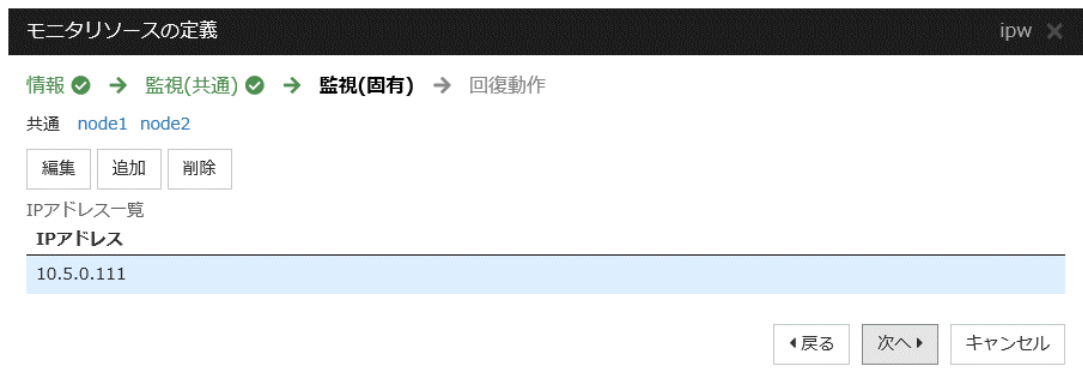 モニタリソースの定義 ipw
情報 → 監視(共通) → 監視(固有) → 回復動作
共通 node1 node2
編集 追加 削除
IPアドレス一覧
IPアドレス
10.5.0.111
戻る 次へ キャンセル